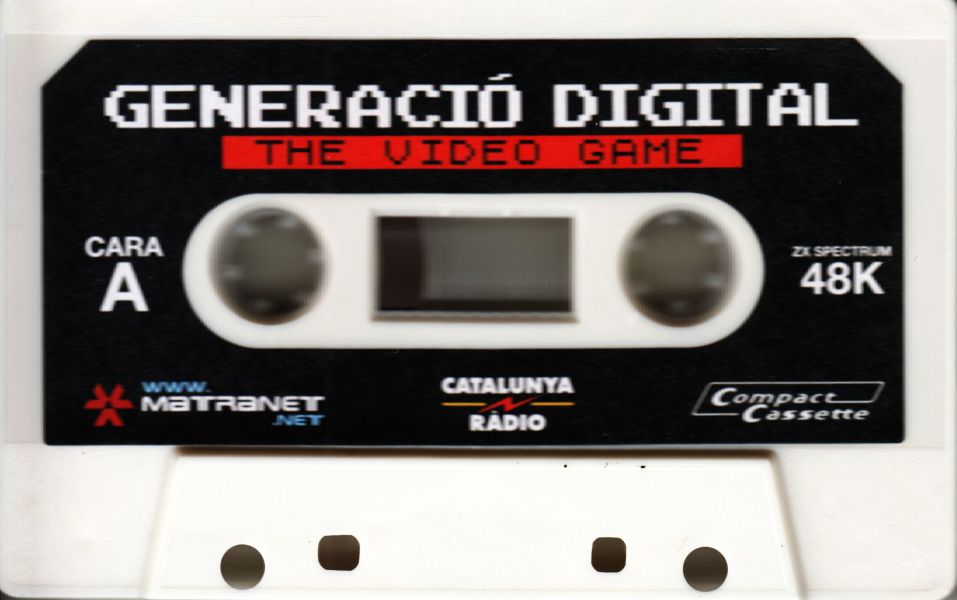 GENERACIÓ DIGITAL
THE VIDEO GAME
CARA
A
ZX SPECTRUM
48K
WWW.
MATRANET
.NET
CATALUNYA
RÀDIO
Compact
Cassette